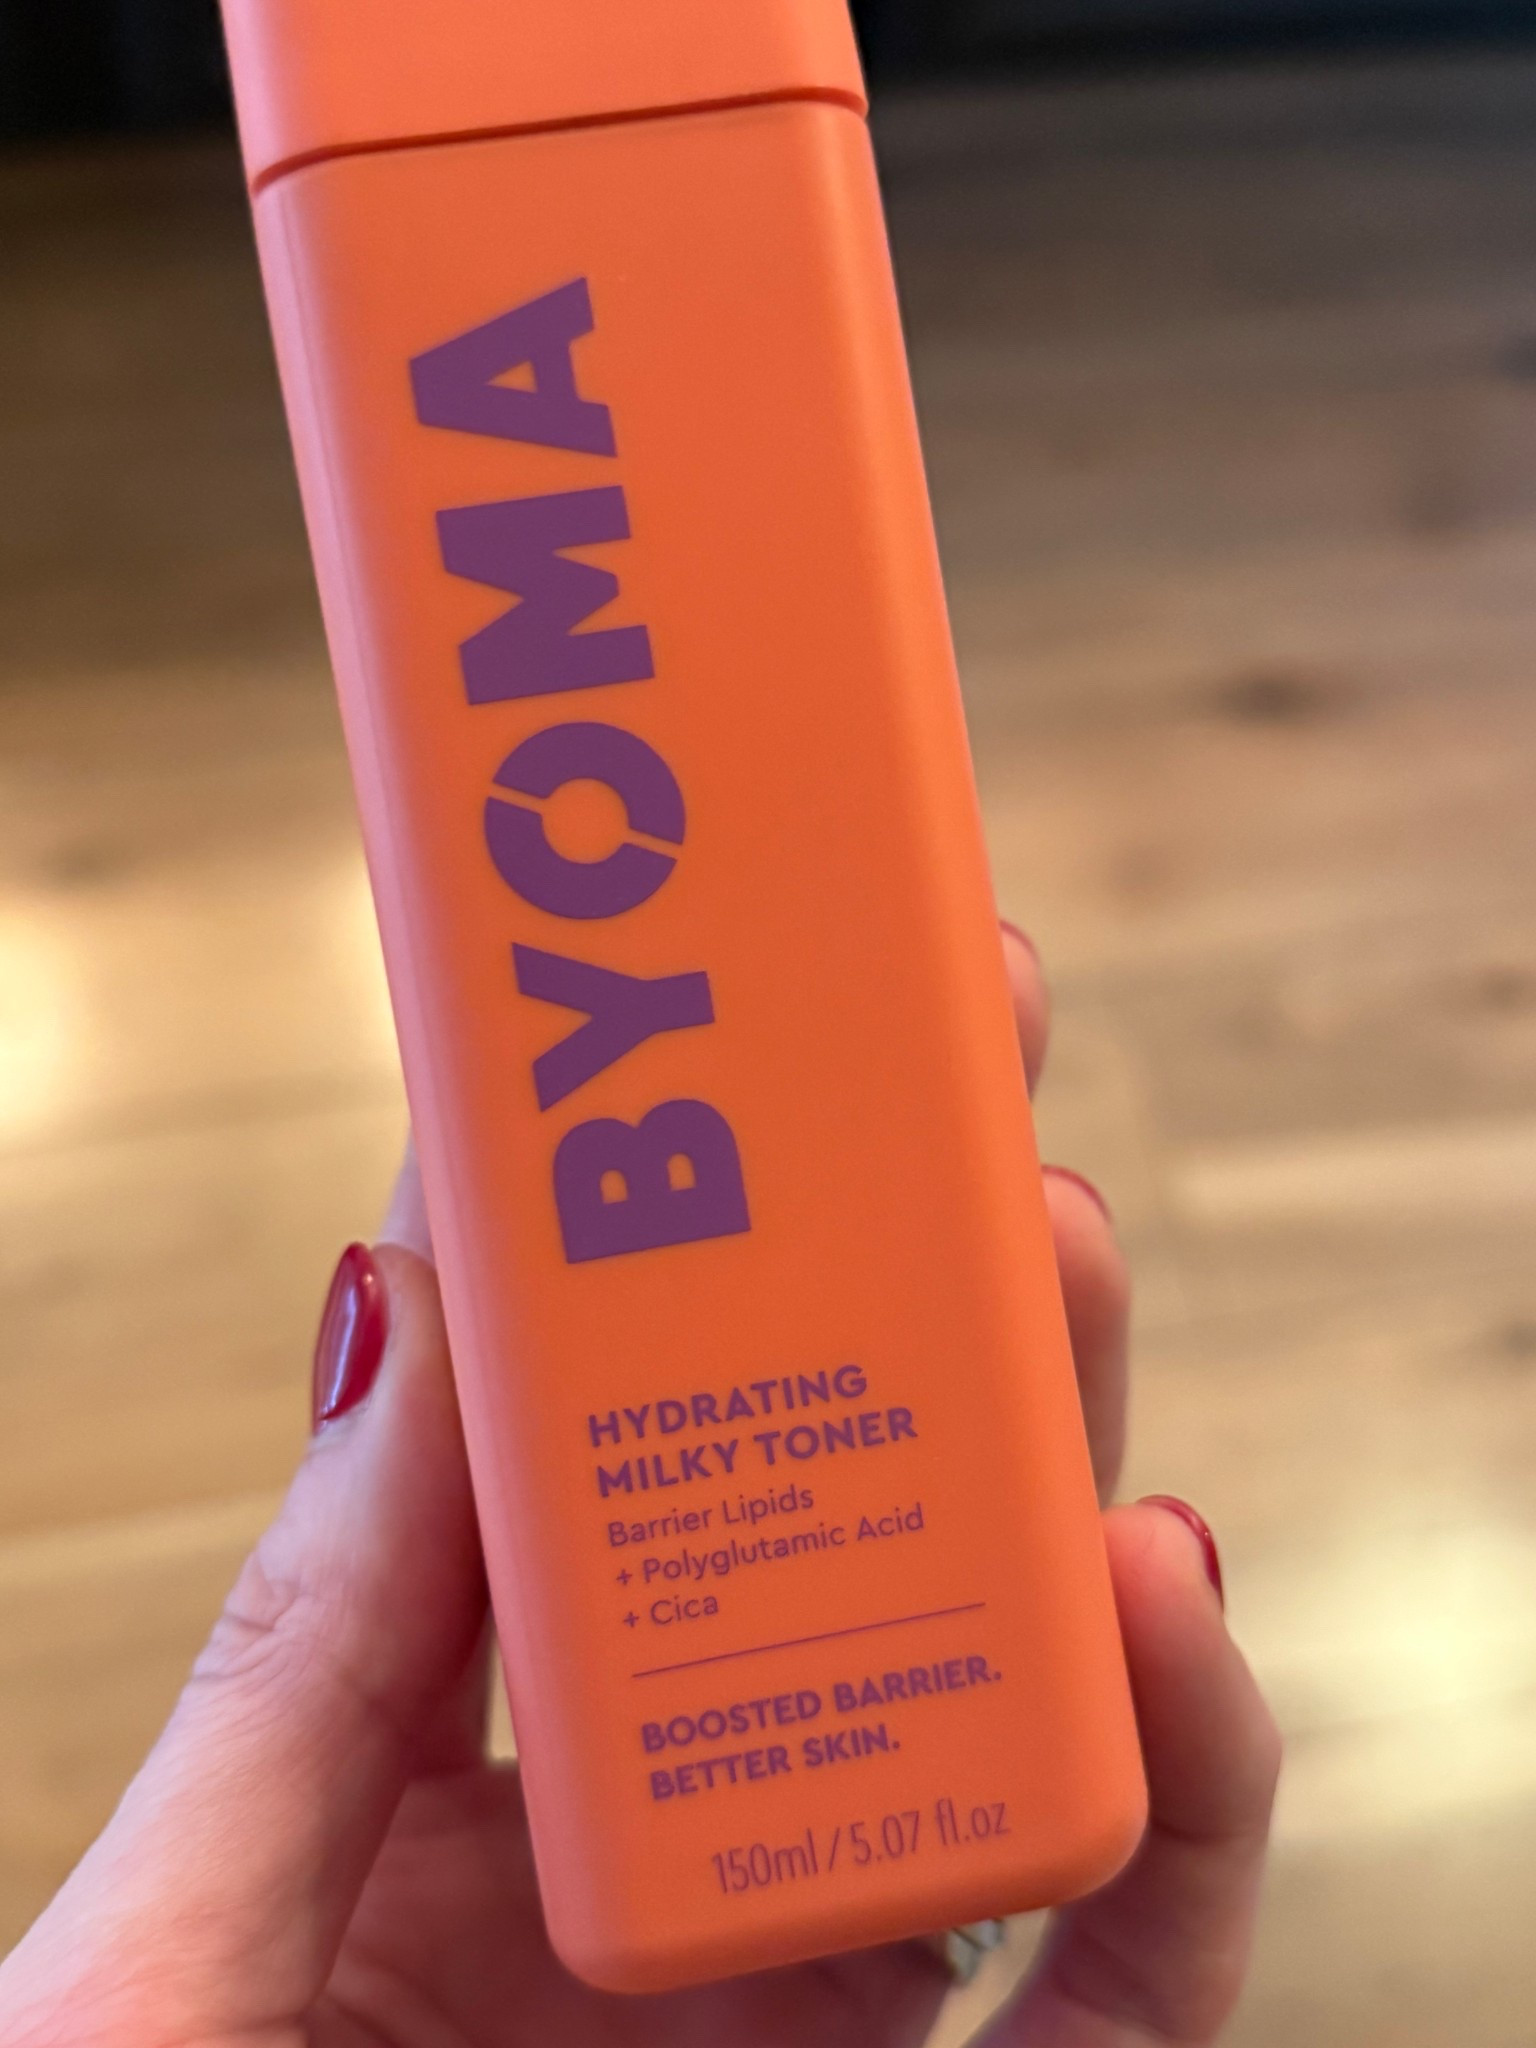 BYOMA
HYDRATING
MILKY TONER
Barrier Lipids
+ Polyglutamic Acid
+ Cica
BOOSTED BARRIER.
BETTER SKIN.
150ml / 5.07 fl.oz